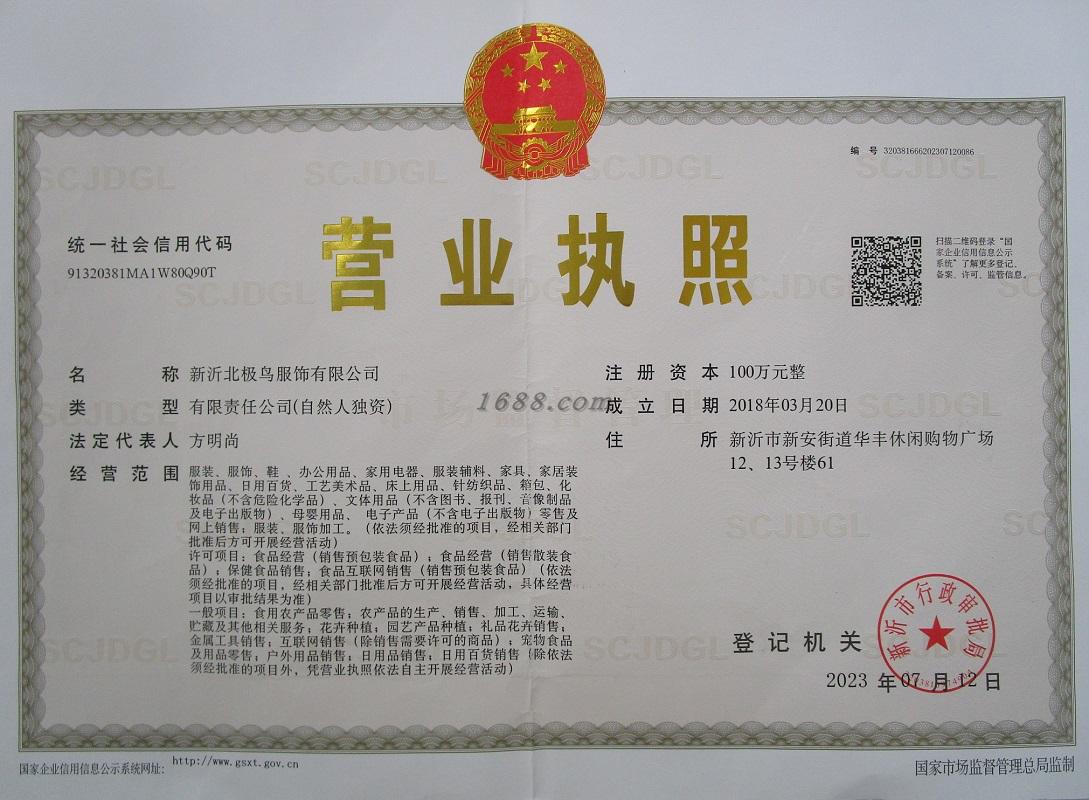 编 号 320381666202307120086
营业执照
统一社会信用代码
91320381MA1W80Q90T
扫描二维码登录“国
家企业信用信息公示
系统”了解更多登记、
备案、许可、监管信息。
名 称 新沂北极鸟服饰有限公司
类 型 有限责任公司(自然人独资)
法定代表人 方明尚
经营范围 服装、服饰、鞋 、办公用品、家用电器、服装辅料、家具、家居装
饰用品、日用百货、工艺美术品、床上用品、针纺织品、箱包、化
妆品（不含危险化学品）、文体用品（不含图书、报刊、音像制品
及电子出版物）、母婴用品、 电子产品（不含电子出版物）零售及
网上销售；服装、服饰加工。（依法须经批准的项目，经相关部门
批准后方可开展经营活动）
许可项目：食品经营（销售预包装食品）；食品经营（销售散装食
品）；保健食品销售；食品互联网销售（销售预包装食品）（依法
须经批准的项目，经相关部门批准后方可开展经营活动，具体经营
项目以审批结果为准）
一般项目：食用农产品零售；农产品的生产、销售、加工、运输、
贮藏及其他相关服务；花卉种植；园艺产品种植；礼品花卉销售；
金属工具销售；互联网销售（除销售需要许可的商品）；宠物食品
及用品零售；户外用品销售；日用品销售；日用百货销售（除依法
须经批准的项目外，凭营业执照依法自主开展经营活动）
注册资本 100万元整
成立日期 2018年03月20日
住 所 新沂市新安街道华丰休闲购物广场
12、13号楼61
1688.com
登记机关
新沂市行政审批局
2023 年 07 月 12 日
国家企业信用信息公示系统网址: http://www.gsxt.gov.cn
国家市场监督管理总局监制
SCJDGL
市场监督管理